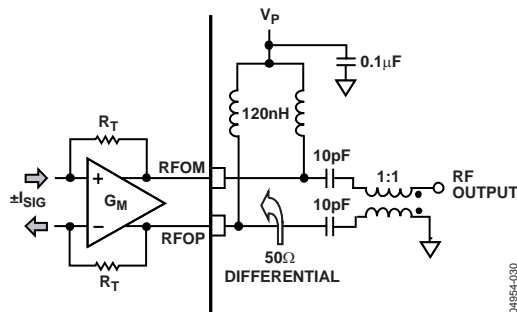 VP
0.1µF
120nH
RT
RFOM
10pF
1:1
RF
OUTPUT
±ISIG
+
GM
−
10pF
RFOP
RT
50Ω
DIFFERENTIAL
04954-030